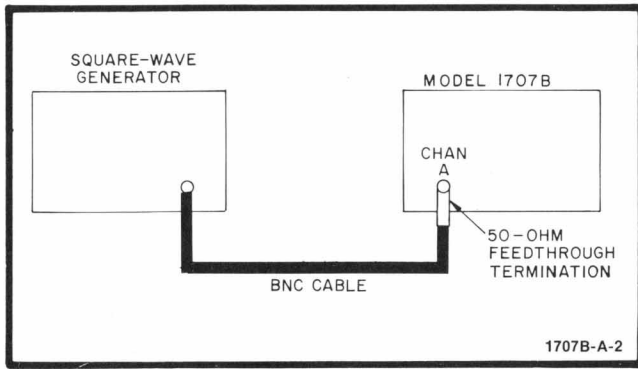 SQUARE-WAVE
GENERATOR
MODEL 1707B
CHAN
A
50-OHM
FEEDTHROUGH
TERMINATION
BNC CABLE
1707B-A-2